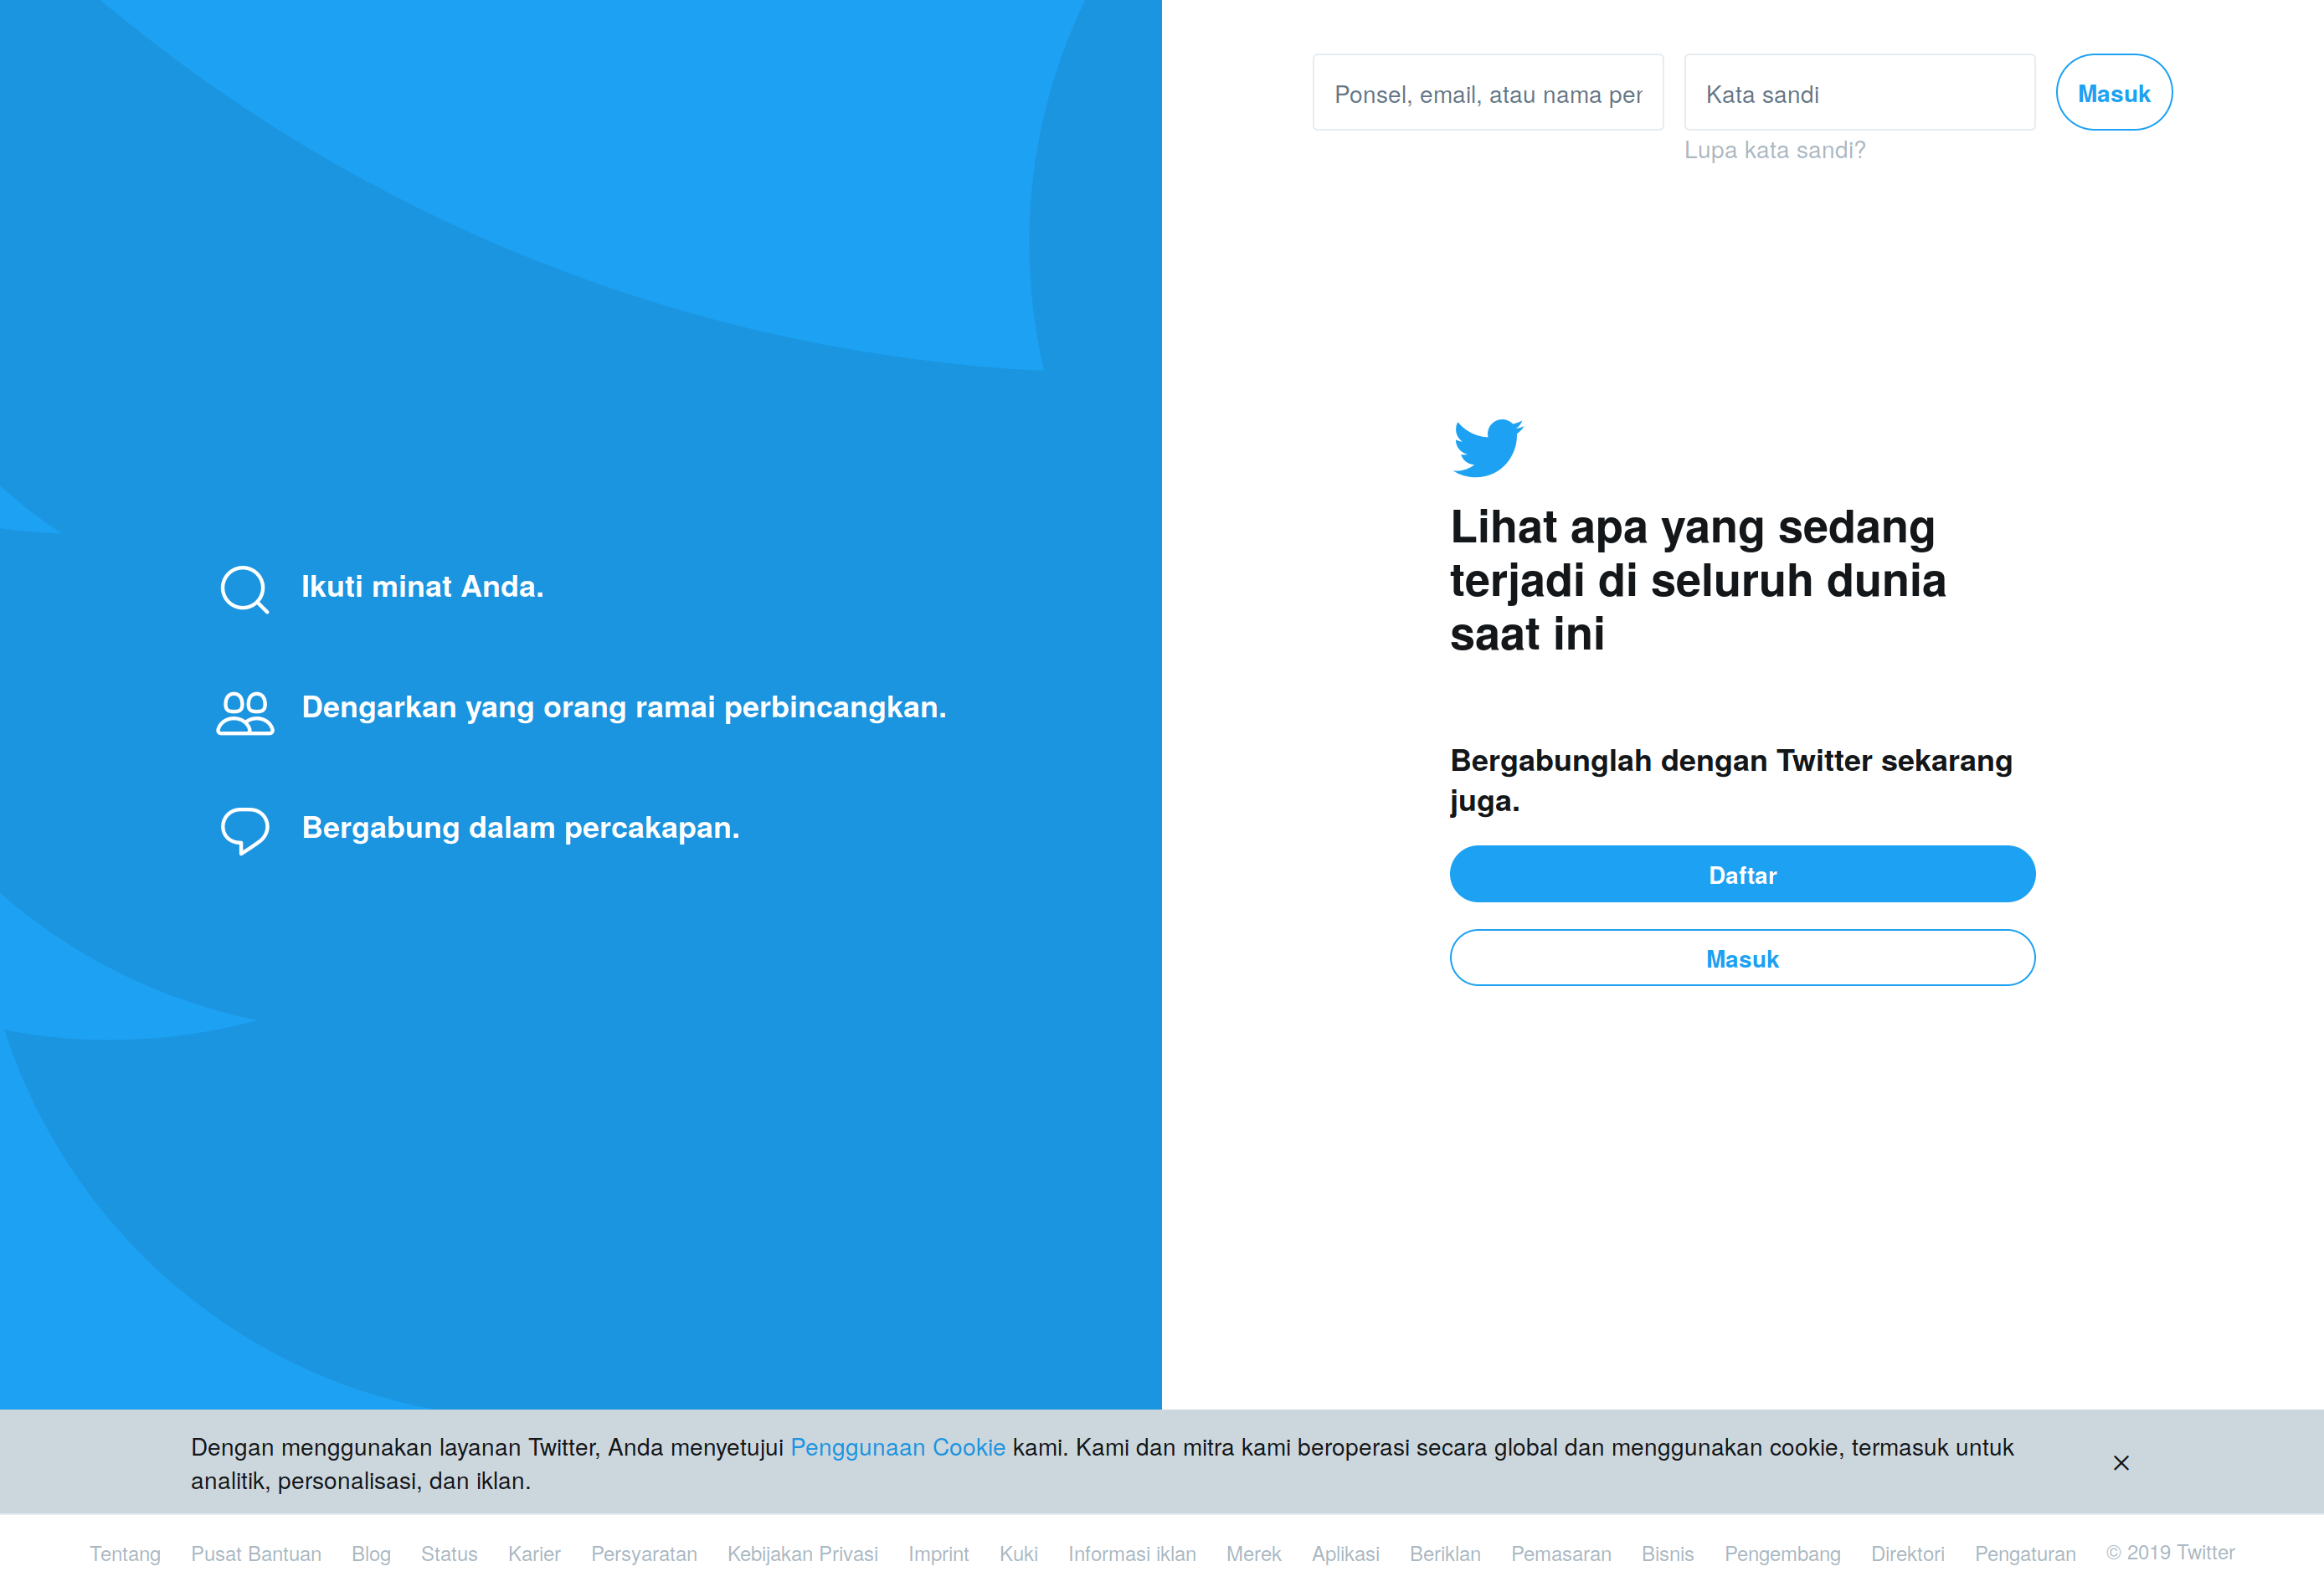 Ponsel, email, atau nama per
Kata sandi
Masuk
Lupa kata sandi?
Ikuti minat Anda.
Dengarkan yang orang ramai perbincangkan.
Bergabung dalam percakapan.
Lihat apa yang sedang
terjadi di seluruh dunia
saat ini
Bergabunglah dengan Twitter sekarang
juga.
Daftar
Masuk
Dengan menggunakan layanan Twitter, Anda menyetujui Penggunaan Cookie kami. Kami dan mitra kami beroperasi secara global dan menggunakan cookie, termasuk untuk
analitik, personalisasi, dan iklan.
Tentang Pusat Bantuan Blog Status Karier Persyaratan Kebijakan Privasi Imprint Kuki Informasi iklan Merek Aplikasi Beriklan Pemasaran Bisnis Pengembang Direktori Pengaturan © 2019 Twitter